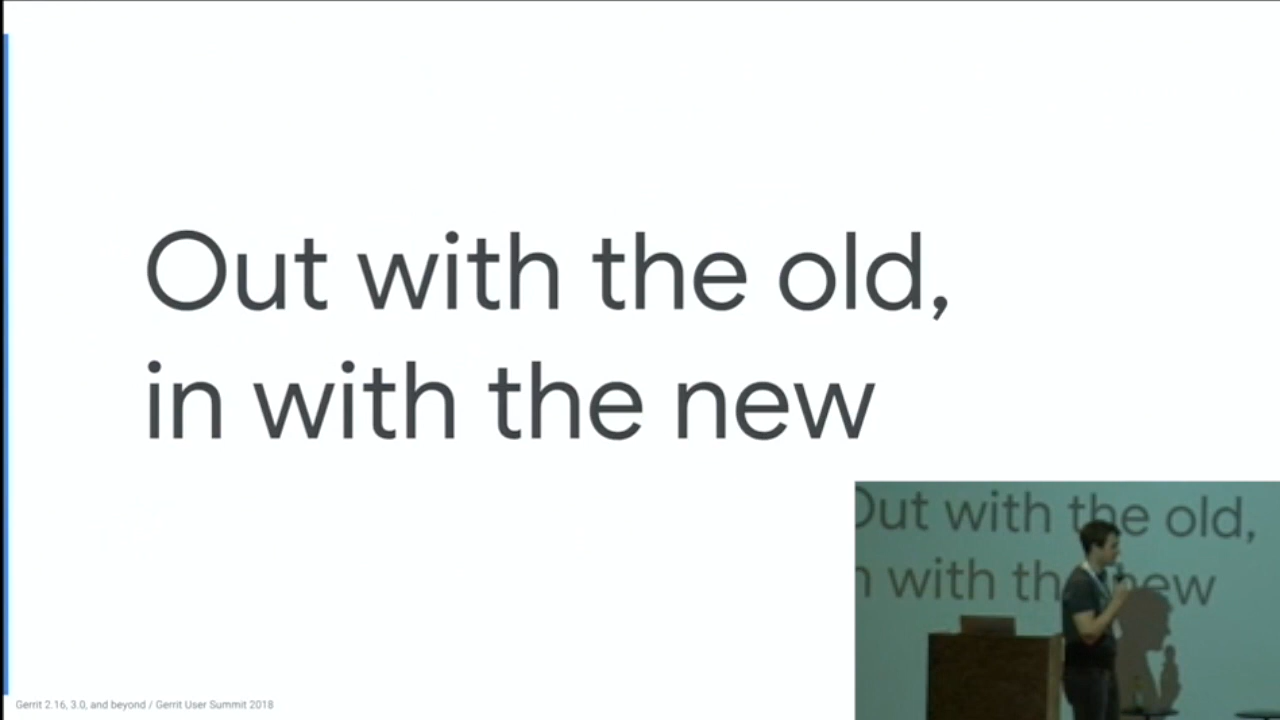 Out with the old,
in with the new
Out with the old,
in with the new
Gerrit 2.16, 3.0, and beyond / Gerrit User Summit 2018